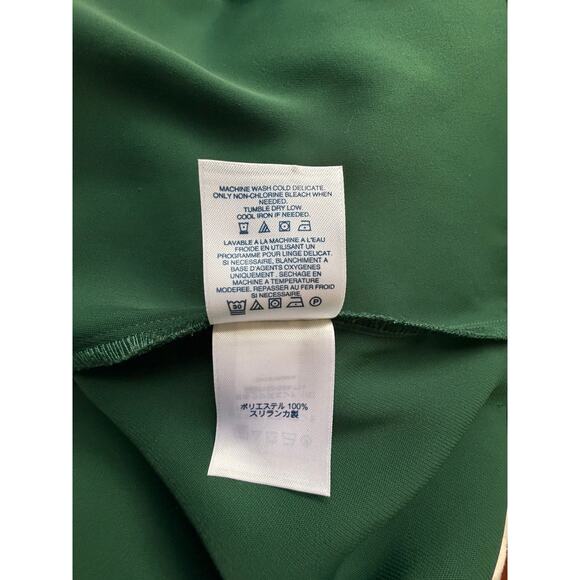 MACHINE WASH COLD DELICATE.
ONLY NON-CHLORINE BLEACH WHEN
NEEDED.
TUMBLE DRY LOW.
COOL IRON IF NEEDED.
LAVABLE A LA MACHINE A L'EAU
FROIDE EN UTILISANT UN
PROGRAMME POUR LINGE DELICAT.
SI NECESSAIRE, BLANCHIMENT A
BASE D'AGENTS OXYGENES
UNIQUEMENT . SECHAGE EN
MACHINE A TEMPERATURE
MODEREE. REPASSER AU FER FROID
SI NECESSAIRE.
30 P
ポリエステル 100%
スリランカ製